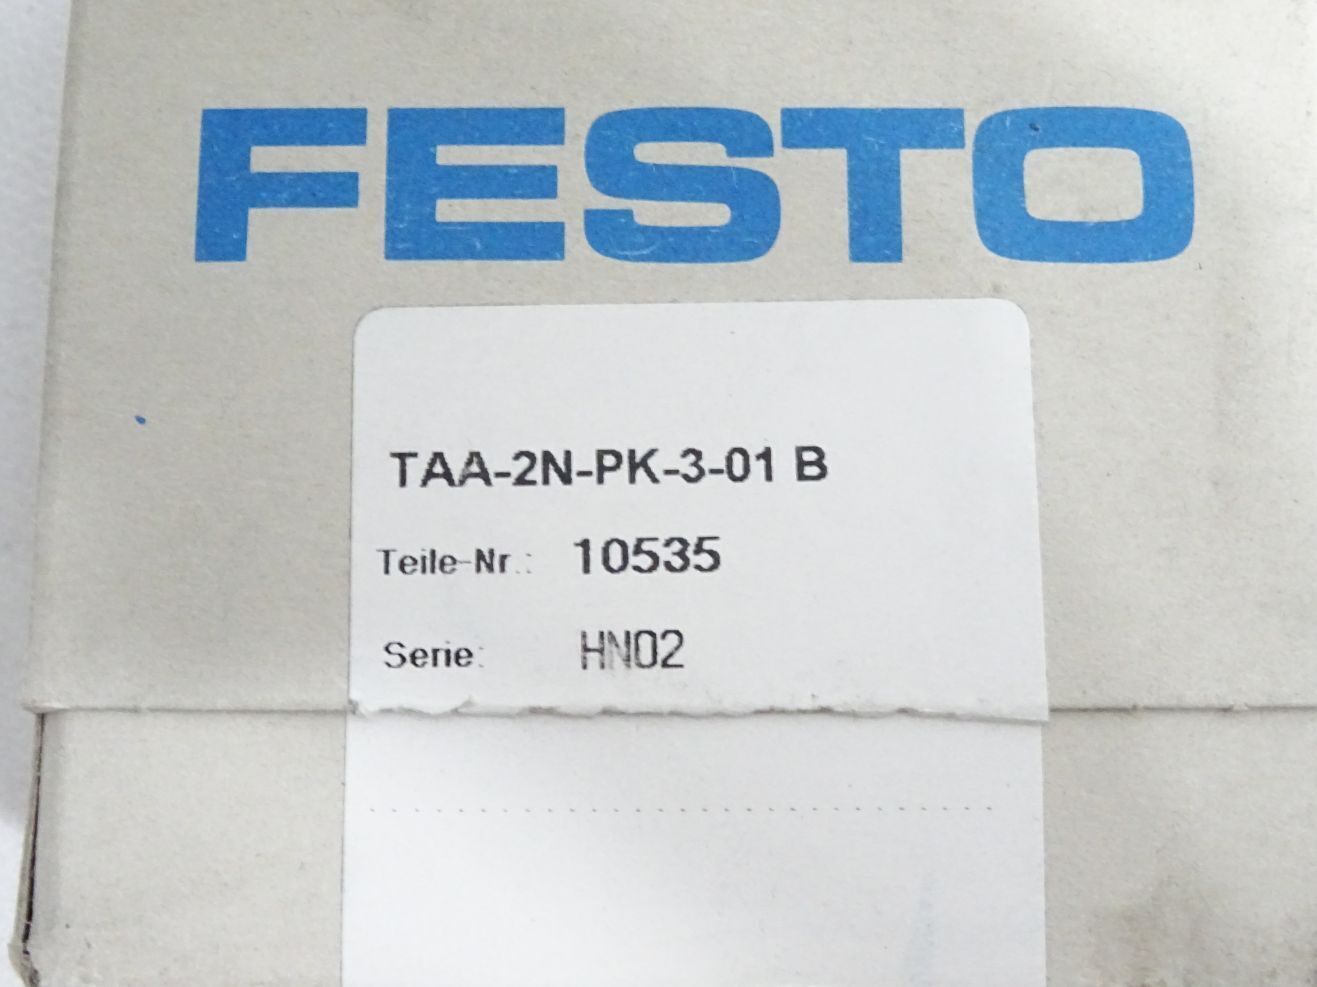 FESTO
TAA-2N-PK-3-01 B
Teile-Nr.: 10535
Serie: HN02